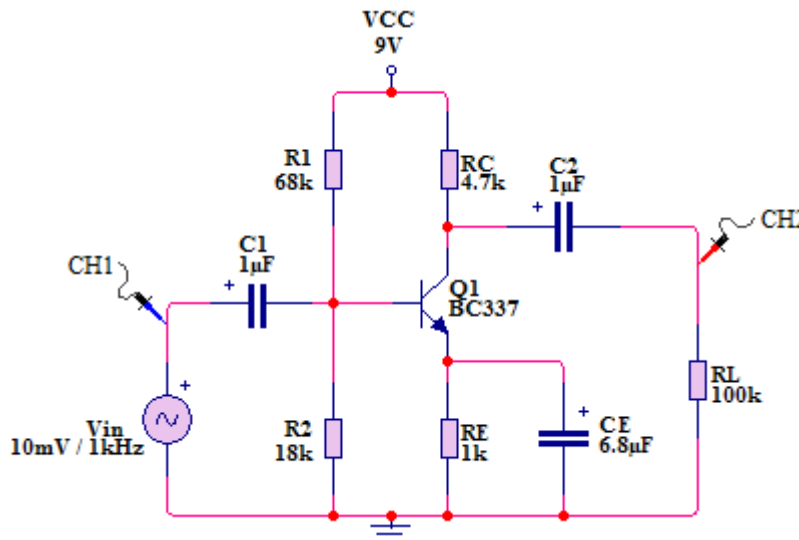 VCC
9V
R1
68k
RC
4.7k
C2
1µF
+
CH2
CH1
C1
1µF
+
Q1
BC337
+
Vin
10mV / 1kHz
R2
18k
RE
1k
+
CE
6.8µF
RL
100k